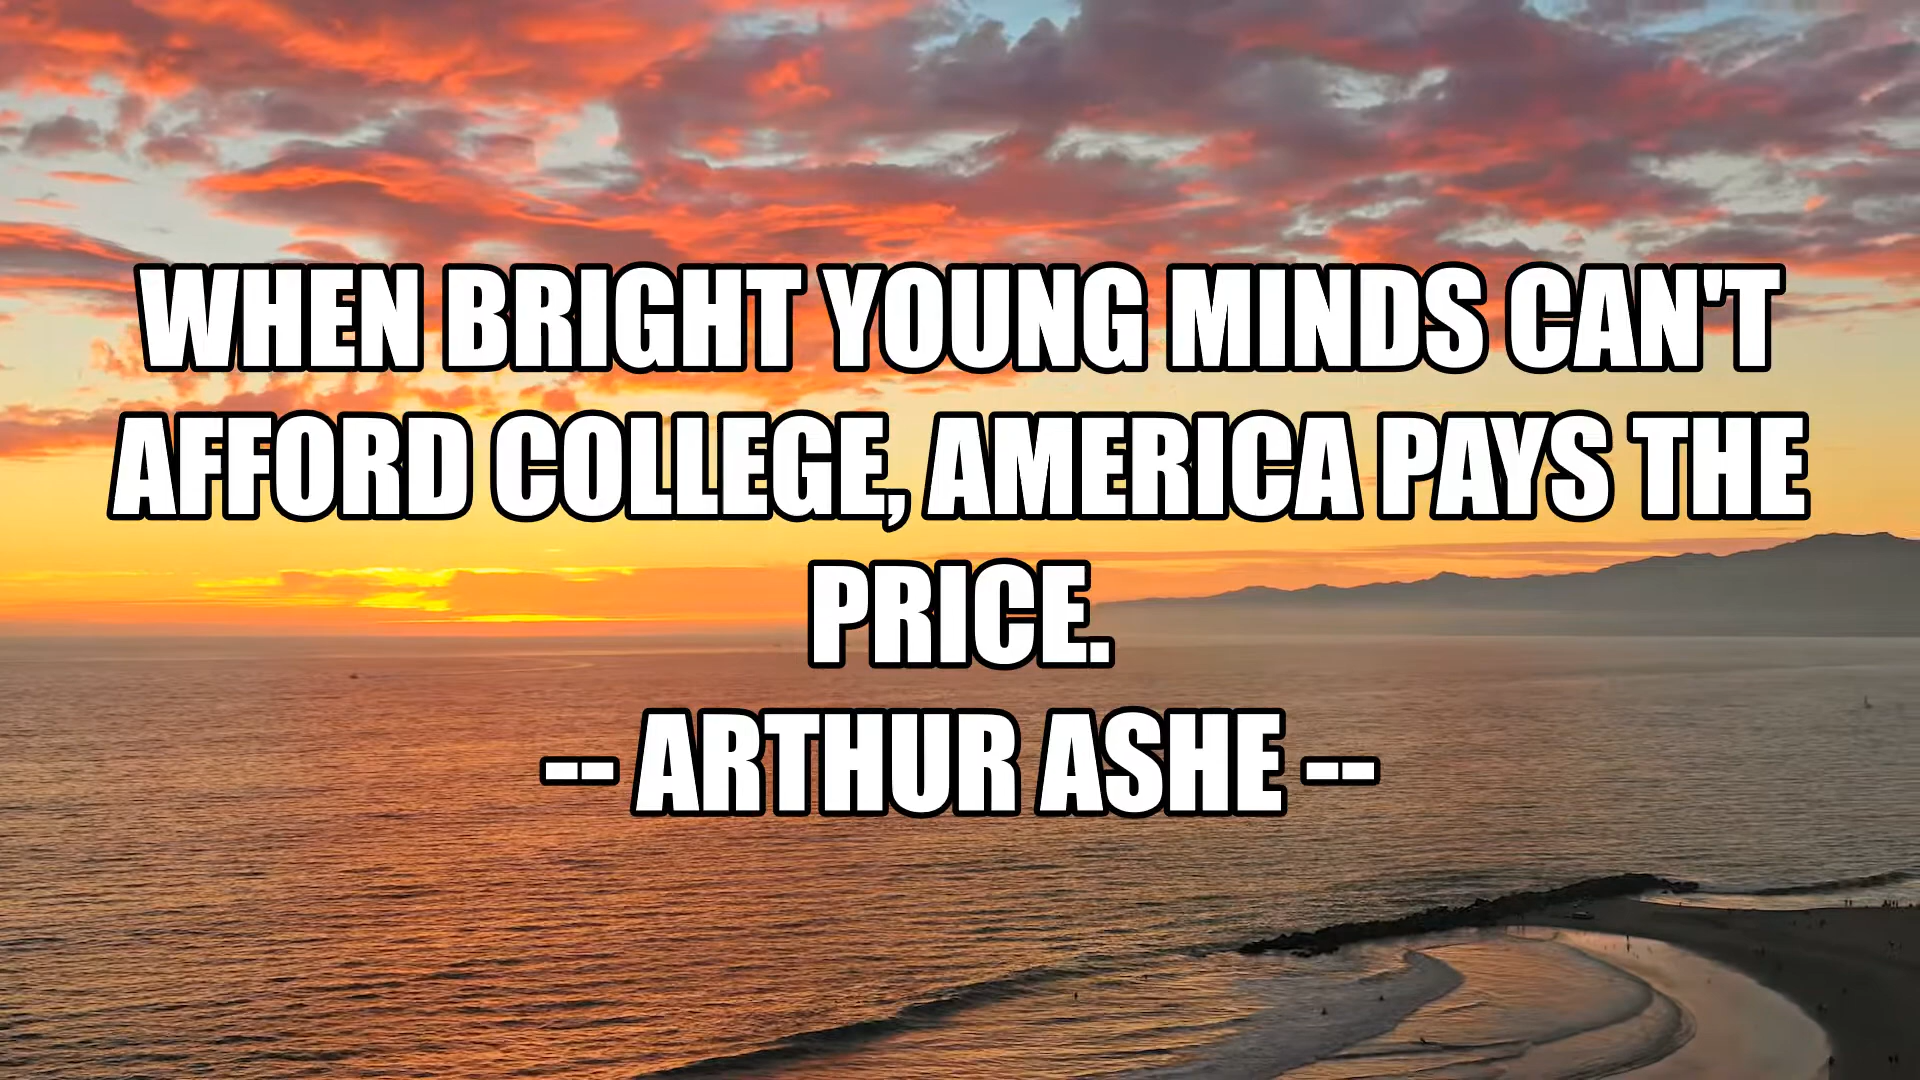 WHEN BRIGHT YOUNG MINDS CAN'T
AFFORD COLLEGE, AMERICA PAYS THE
PRICE.
-- ARTHUR ASHE --